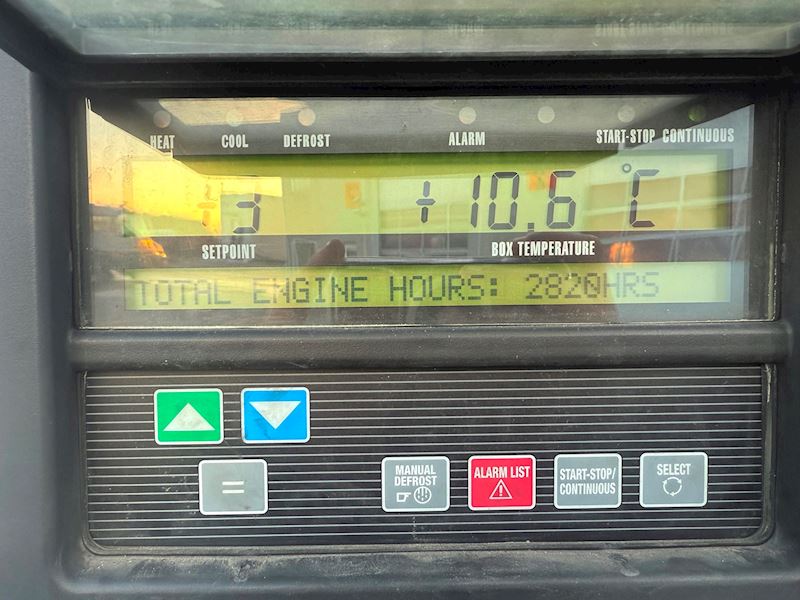 HEAT COOL DEFROST ALARM START-STOP CONTINUOUS
3 +10.6 °C
SETPOINT BOX TEMPERATURE
TOTAL ENGINE HOURS: 2820HRS
MANUAL DEFROST
ALARM LIST
START-STOP/
CONTINUOUS
SELECT
=